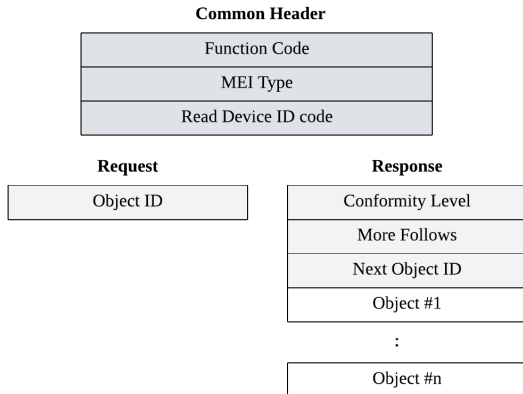 Common Header
Function Code
MEI Type
Read Device ID code
Request
Object ID
Response
Conformity Level
More Follows
Next Object ID
Object #1
:
Object #n